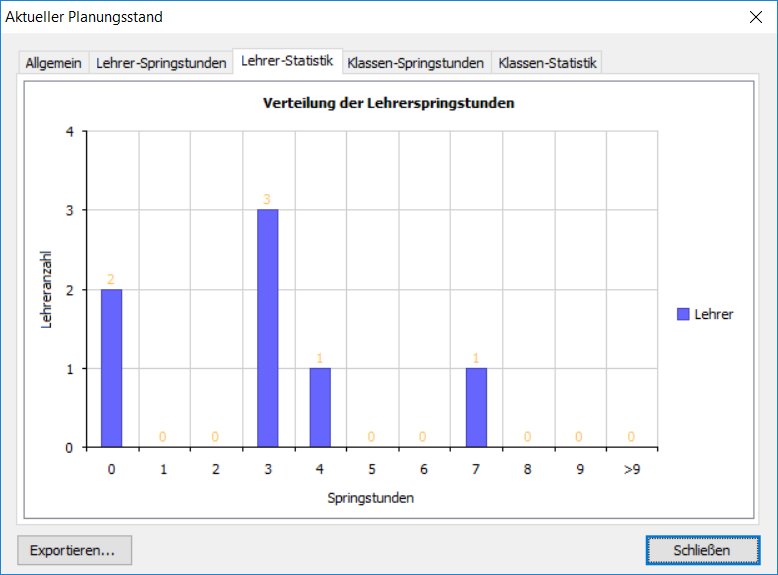 Aktueller Planungsstand
Allgemein
Lehrer-Springstunden
Lehrer-Statistik
Klassen-Springstunden
Klassen-Statistik
Verteilung der Lehrerspringstunden
4
3
2
1
0
Lehreranzahl
2
0
0
3
1
0
0
1
0
0
0
0 1 2 3 4 5 6 7 8 9 >9
Springstunden
Lehrer
Exportieren...
Schließen